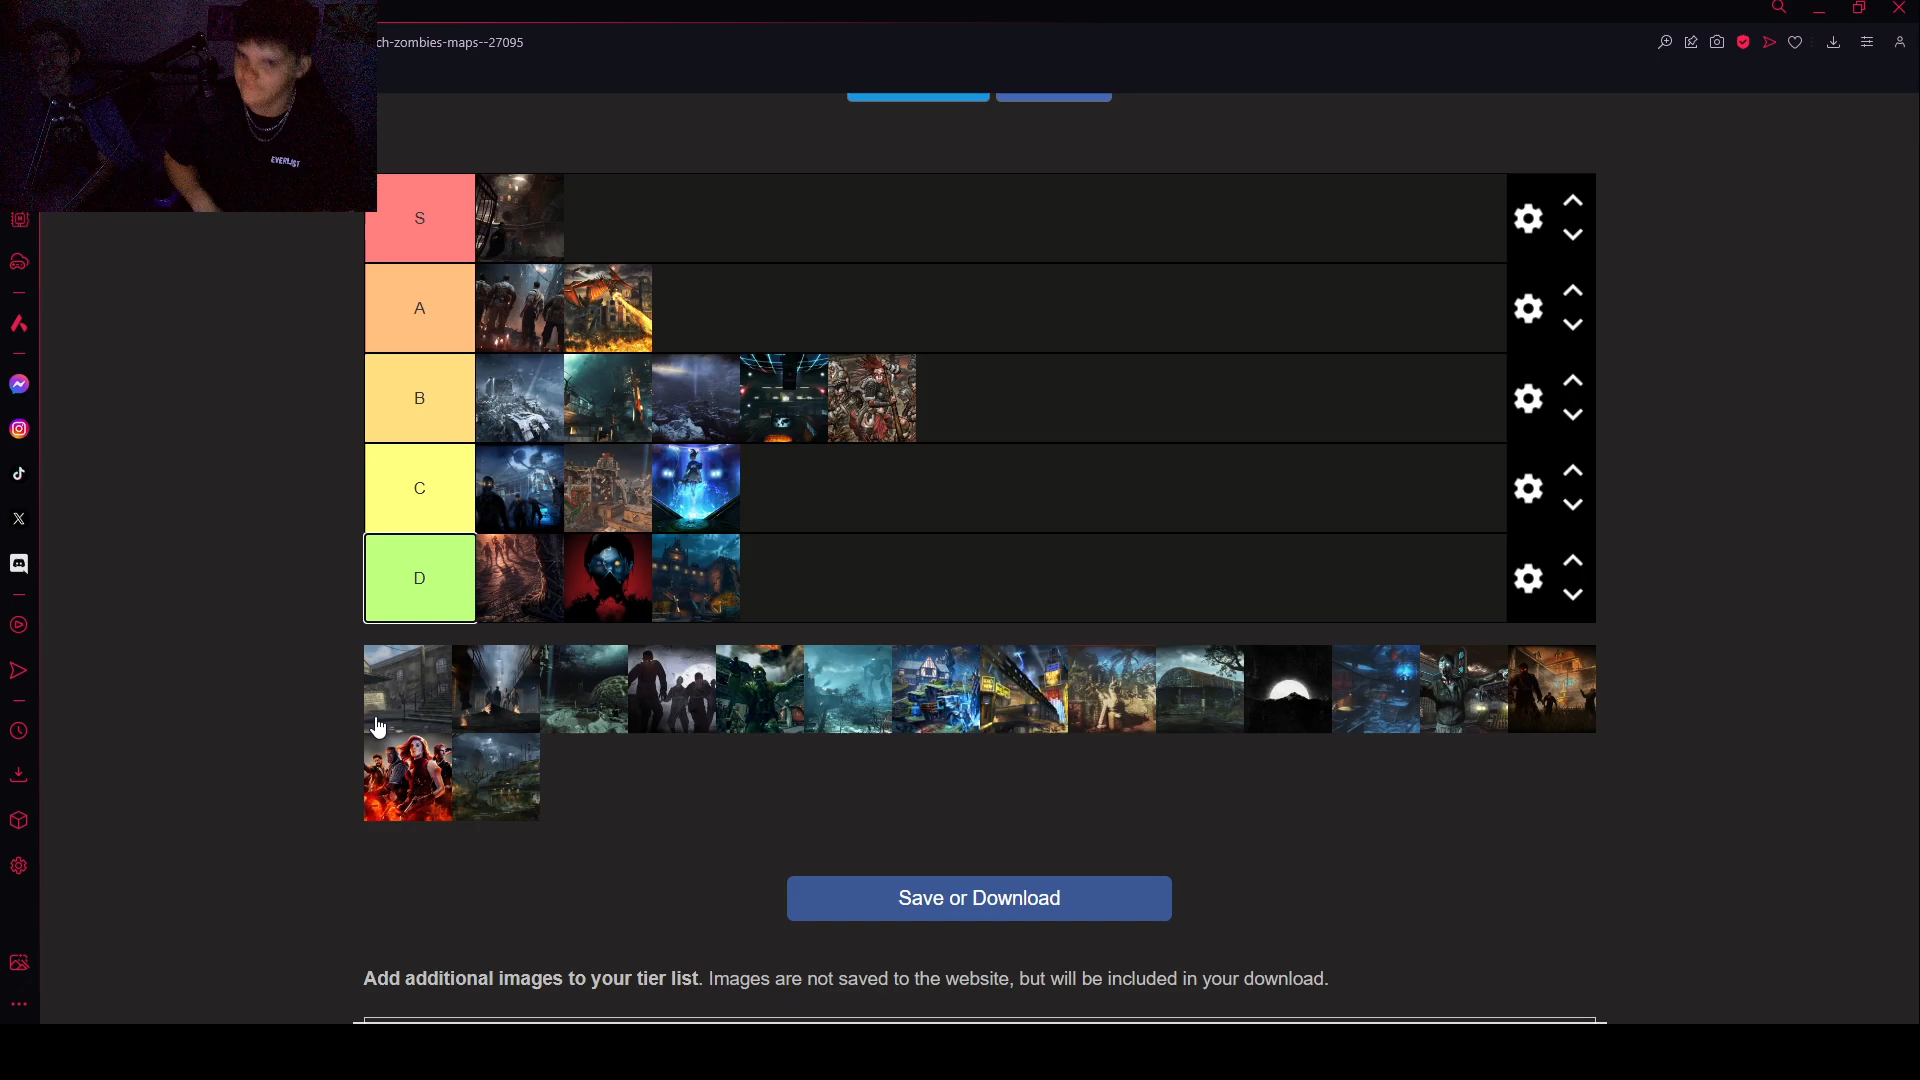 ch-zombies-maps--27095
EVERLAST
S
A
B
C
D
Save or Download
Add additional images to your tier list. Images are not saved to the website, but will be included in your download.